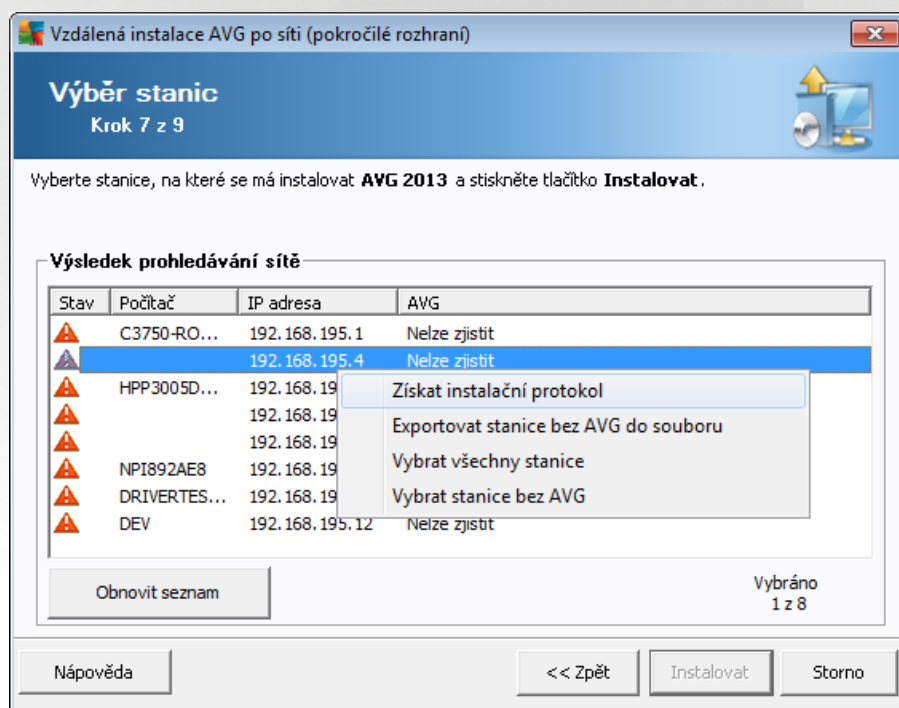 Vzdálená instalace AVG po síti (pokročilé rozhraní)
Výběr stanic
Krok 7 z 9
Vyberte stanice, na které se má instalovat AVG 2013 a stiskněte tlačítko Instalovat.
Výsledek prohledávání sítě
Stav Počítač IP adresa AVG
C3750-RO... 192.168.195.1 Nelze zjistit
192.168.195.4 Nelze zjistit
HPP3005D... 192.168.19
192.168.19
192.168.19
NPI892AE8 192.168.19
DRIVERTES... 192.168.19
DEV 192.168.195.12 Nelze zjistit
Získat instalační protokol
Exportovat stanice bez AVG do souboru
Vybrat všechny stanice
Vybrat stanice bez AVG
Obnovit seznam
Vybráno
1 z 8
Nápověda << Zpět Instalovat Storno